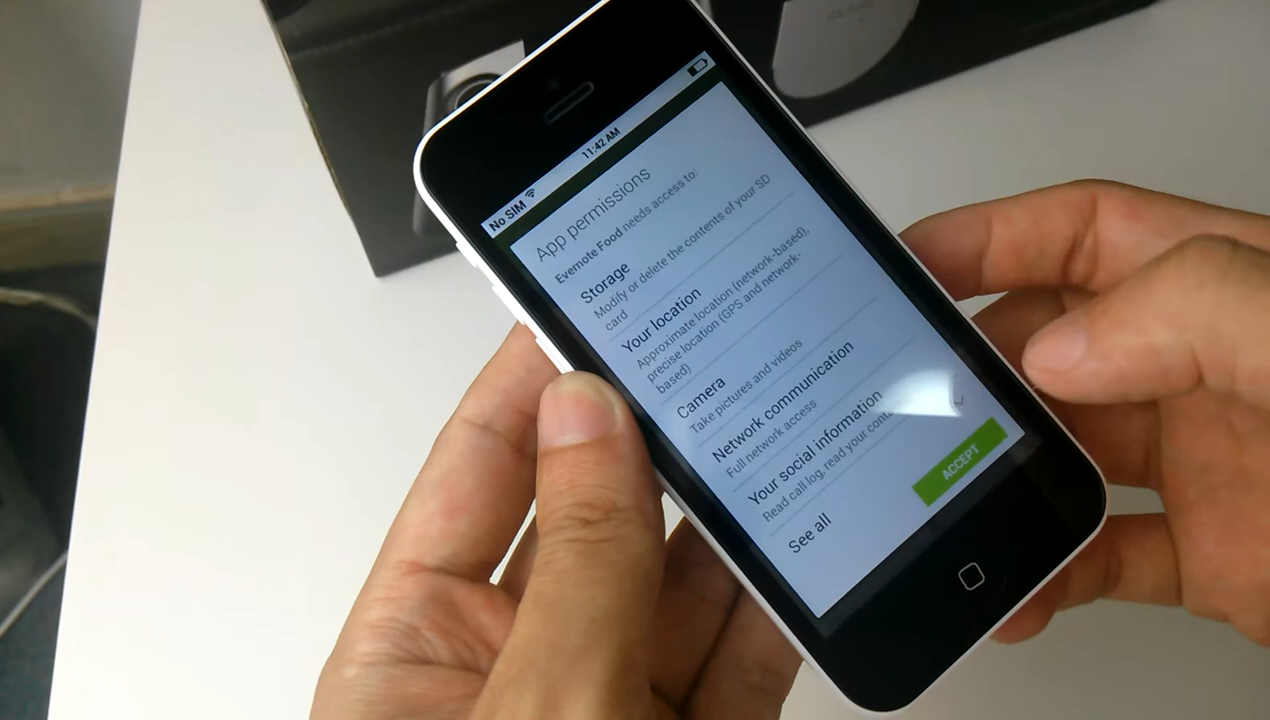 No SIM
11:42 AM
App permissions
Evernote Food needs access to:
Storage
Modify or delete the contents of your SD
card
Your location
Approximate location (network-based),
precise location (GPS and network-
based)
Camera
Take pictures and videos
Network communication
Full network access
Your social information
Read call log, read your
See all
ACCEPT